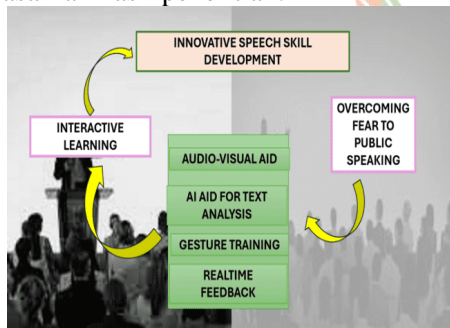 INNOVATIVE SPEECH SKILL
DEVELOPMENT
INTERACTIVE
LEARNING
OVERCOMING
FEAR TO
PUBLIC
SPEAKING
AUDIO-VISUAL AID
AI AID FOR TEXT
ANALYSIS
GESTURE TRAINING
REALTIME
FEEDBACK